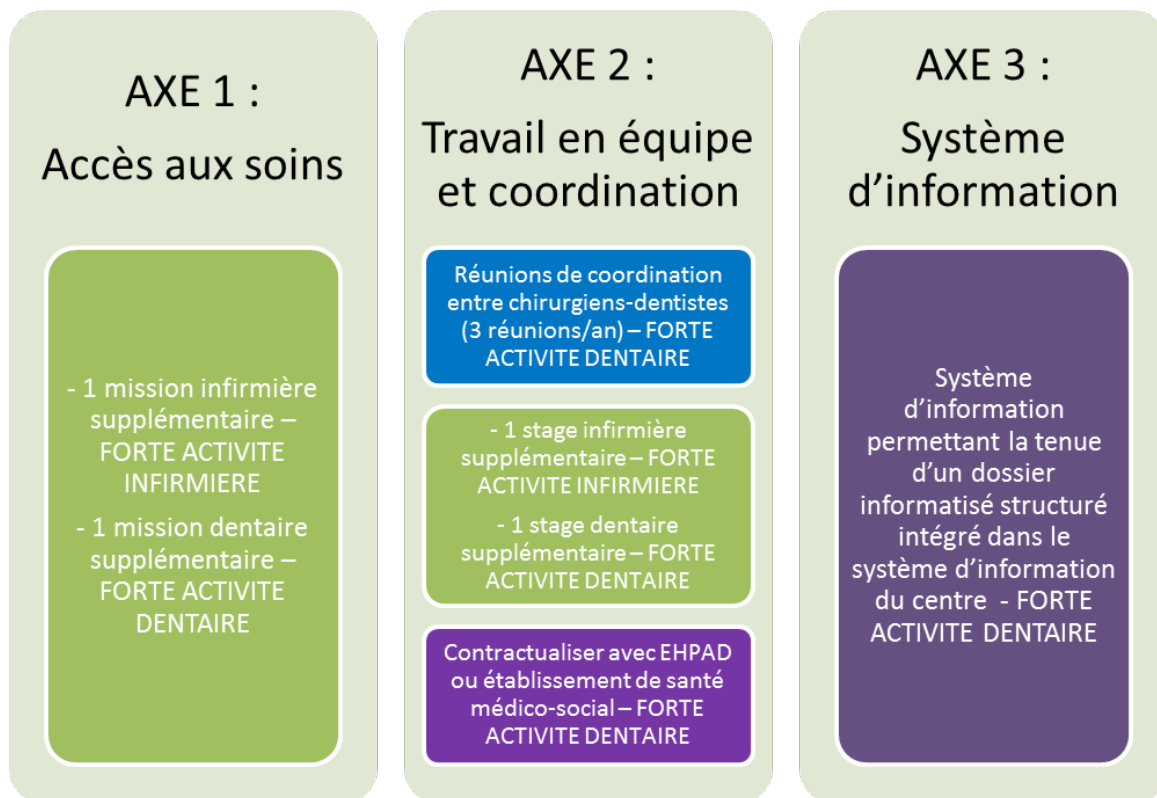 AXE 1 :
Accès aux soins
- 1 mission infirmière
supplémentaire –
FORTE ACTIVITE
INFIRMIERE
- 1 mission dentaire
supplémentaire –
FORTE ACTIVITE
DENTAIRE
AXE 2 :
Travail en équipe
et coordination
Réunions de coordination
entre chirurgiens-dentistes
(3 réunions/an) – FORTE
ACTIVITE DENTAIRE
- 1 stage infirmière
supplémentaire – FORTE
ACTIVITE INFIRMIERE
- 1 stage dentaire
supplémentaire – FORTE
ACTIVITE DENTAIRE
Contractualiser avec EHPAD
ou établissement de santé
médico-social – FORTE
ACTIVITE DENTAIRE
AXE 3 :
Système
d’information
Système
d’information
permettant la tenue
d’un dossier
informatisé structuré
intégré dans le
système d’information
du centre - FORTE
ACTIVITE DENTAIRE